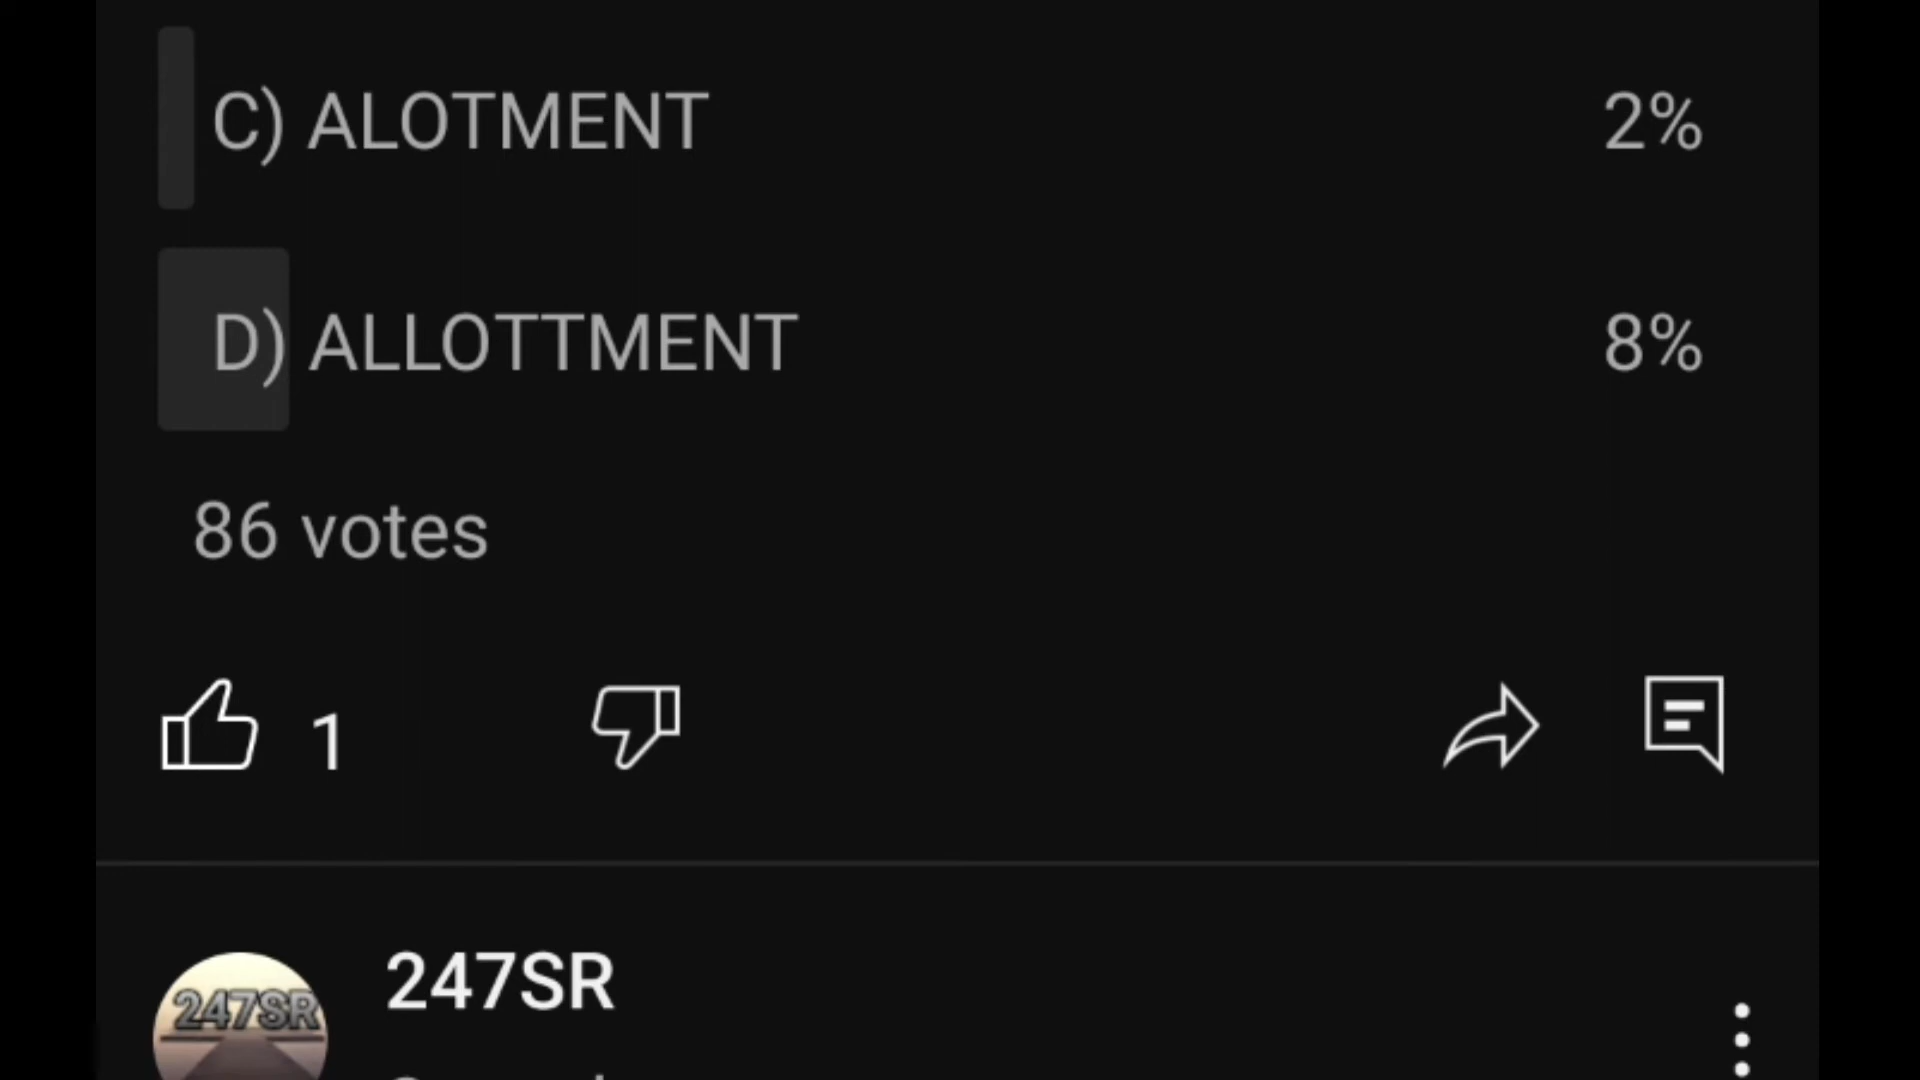 C) ALOTMENT 2%
D) ALLOTTMENT 8%
86 votes
1
247SR
247SR